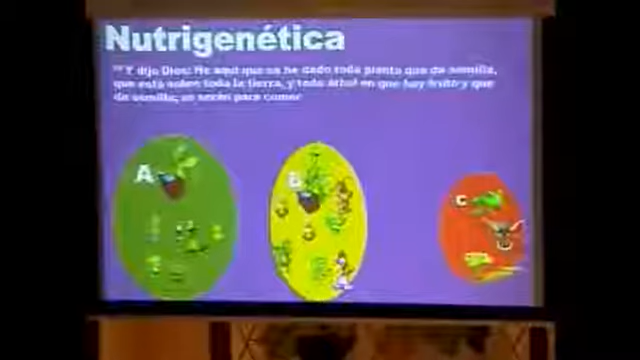 Nutrigenética
²⁹Y dijo Dios: He aquí que os he dado toda planta que da semilla,
que está sobre toda la tierra, y todo árbol en que hay fruto y que
da semilla; os serán para comer
A
B
C